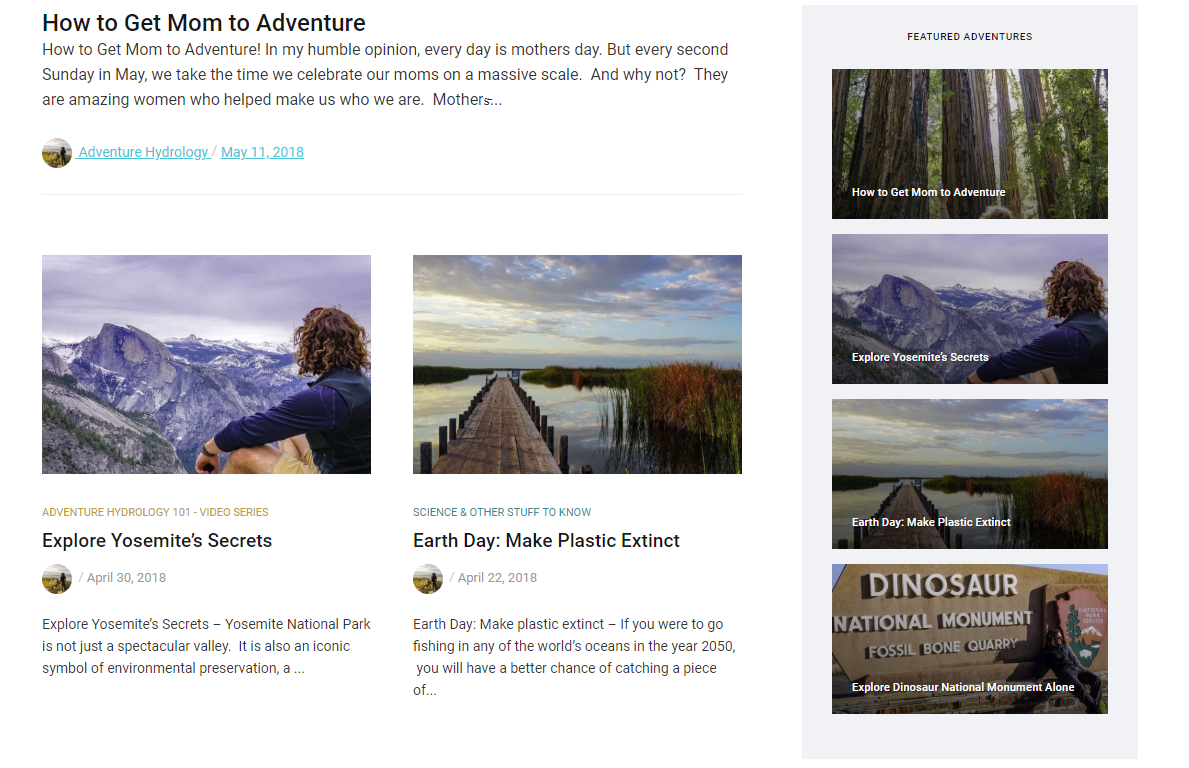 How to Get Mom to Adventure
How to Get Mom to Adventure! In my humble opinion, every day is mothers day. But every second
Sunday in May, we take the time we celebrate our moms on a massive scale.  And why not?  They
are amazing women who helped make us who we are.  Mothers...
Adventure Hydrology / May 11, 2018
ADVENTURE HYDROLOGY 101 - VIDEO SERIES
Explore Yosemite’s Secrets
/ April 30, 2018
Explore Yosemite’s Secrets – Yosemite National Park
is not just a spectacular valley.  It is also an iconic
symbol of environmental preservation, a ...
SCIENCE & OTHER STUFF TO KNOW
Earth Day: Make Plastic Extinct
/ April 22, 2018
Earth Day: Make plastic extinct – If you were to go
fishing in any of the world’s oceans in the year 2050,
you will have a better chance of catching a piece
of...
FEATURED ADVENTURES
How to Get Mom to Adventure
Explore Yosemite’s Secrets
Earth Day: Make Plastic Extinct
DINOSAUR
NATIONAL MONUMENT
FOSSIL BONE QUARRY
NATIONAL
PARK
SERVICE
Explore Dinosaur National Monument Alone